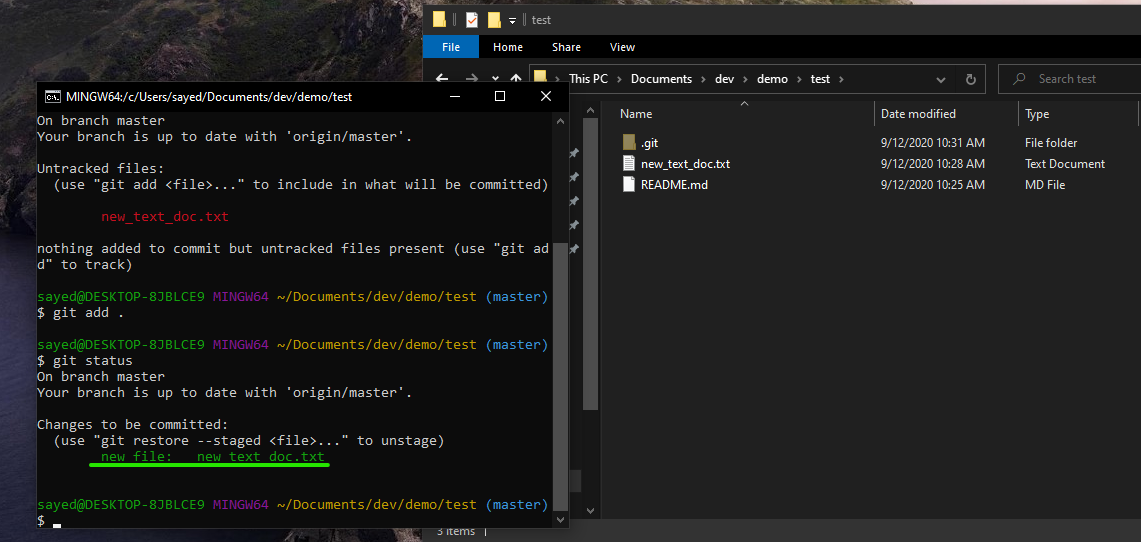 test
File Home Share View
This PC > Documents > dev > demo > test >
Search test
Name Date modified Type
.git 9/12/2020 10:31 AM File folder
new_text_doc.txt 9/12/2020 10:28 AM Text Document
README.md 9/12/2020 10:25 AM MD File
3 items
MINGW64:/c/Users/sayed/Documents/dev/demo/test
On branch master
Your branch is up to date with 'origin/master'.
Untracked files:
(use "git add <file>..." to include in what will be committed)
new_text_doc.txt
nothing added to commit but untracked files present (use "git ad
d" to track)
sayed@DESKTOP-8JBLCE9 MINGW64 ~/Documents/dev/demo/test (master)
$ git add .
sayed@DESKTOP-8JBLCE9 MINGW64 ~/Documents/dev/demo/test (master)
$ git status
On branch master
Your branch is up to date with 'origin/master'.
Changes to be committed:
(use "git restore --staged <file>..." to unstage)
new file: new_text_doc.txt
sayed@DESKTOP-8JBLCE9 MINGW64 ~/Documents/dev/demo/test (master)
$